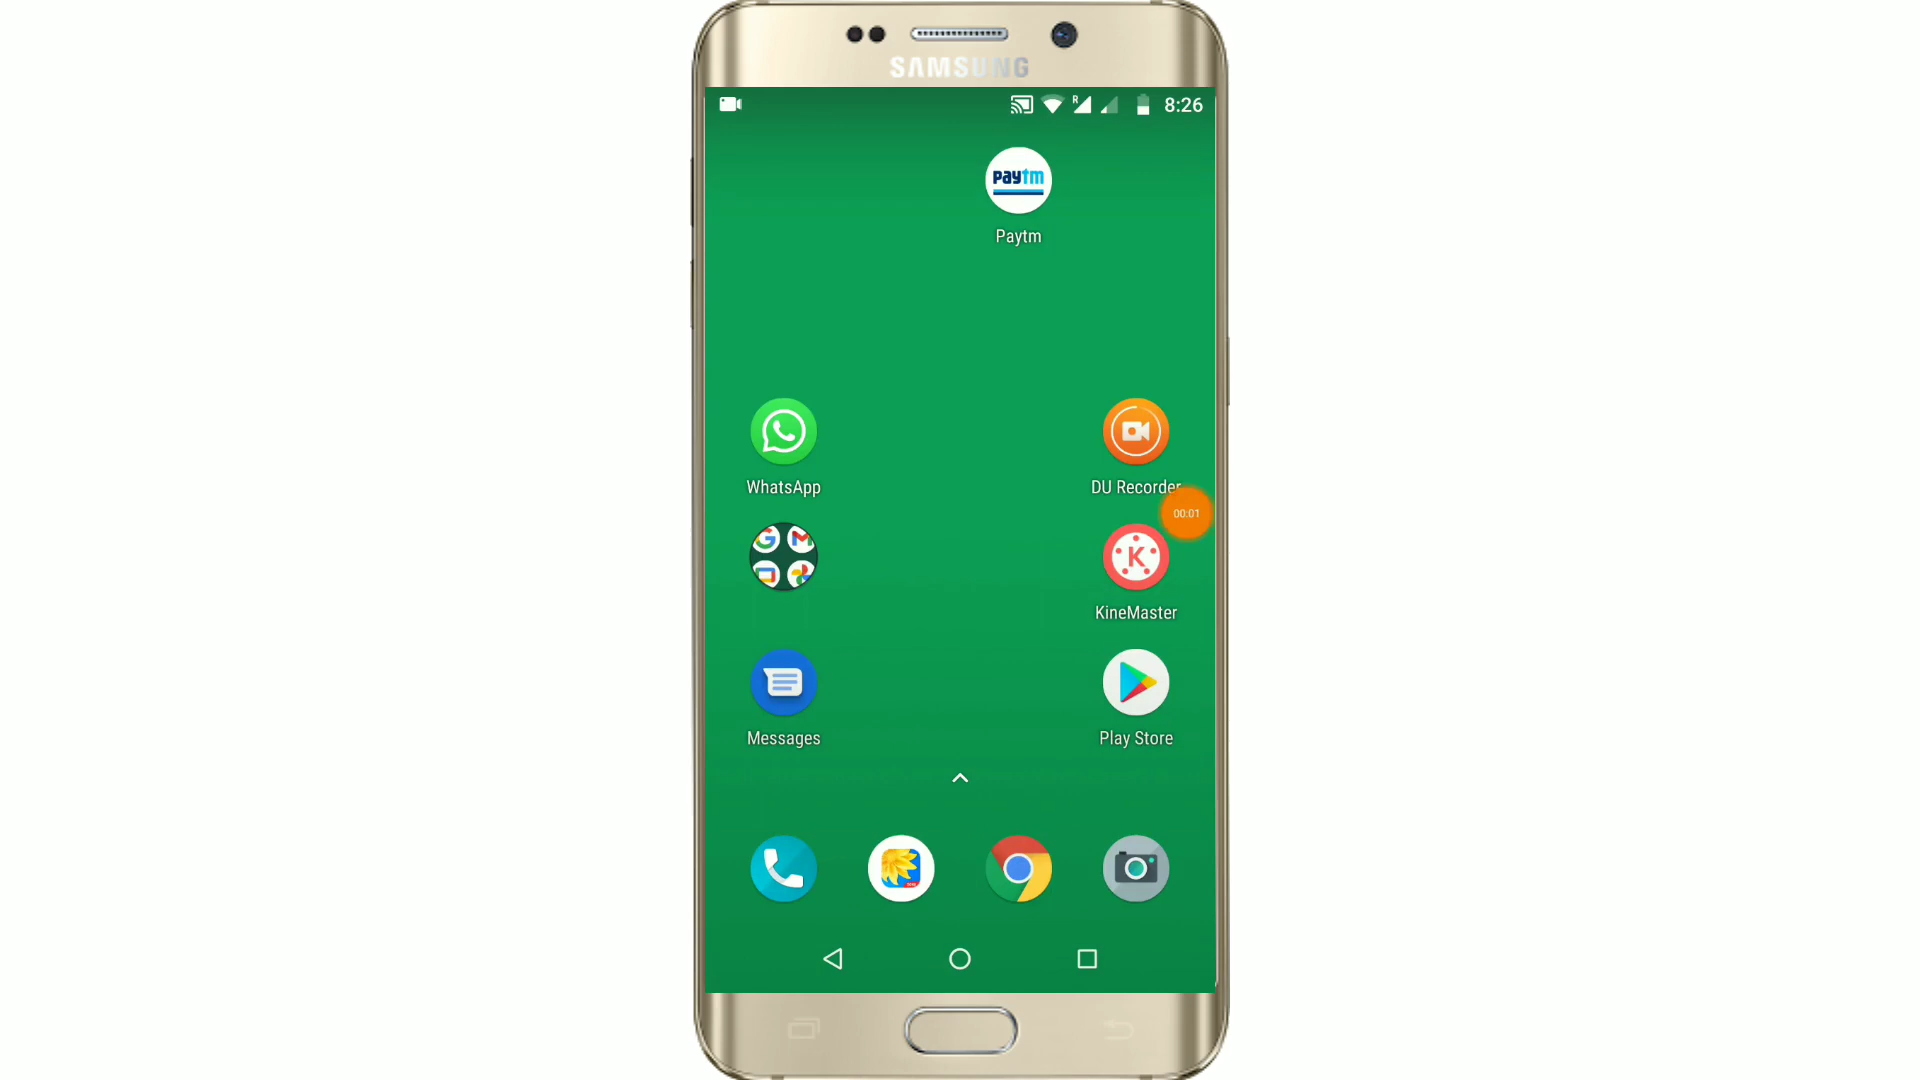 SAMSUNG
R 8:26
paytm
Paytm
WhatsApp
DU Recorder
00:01
K
KineMaster
Messages
Play Store